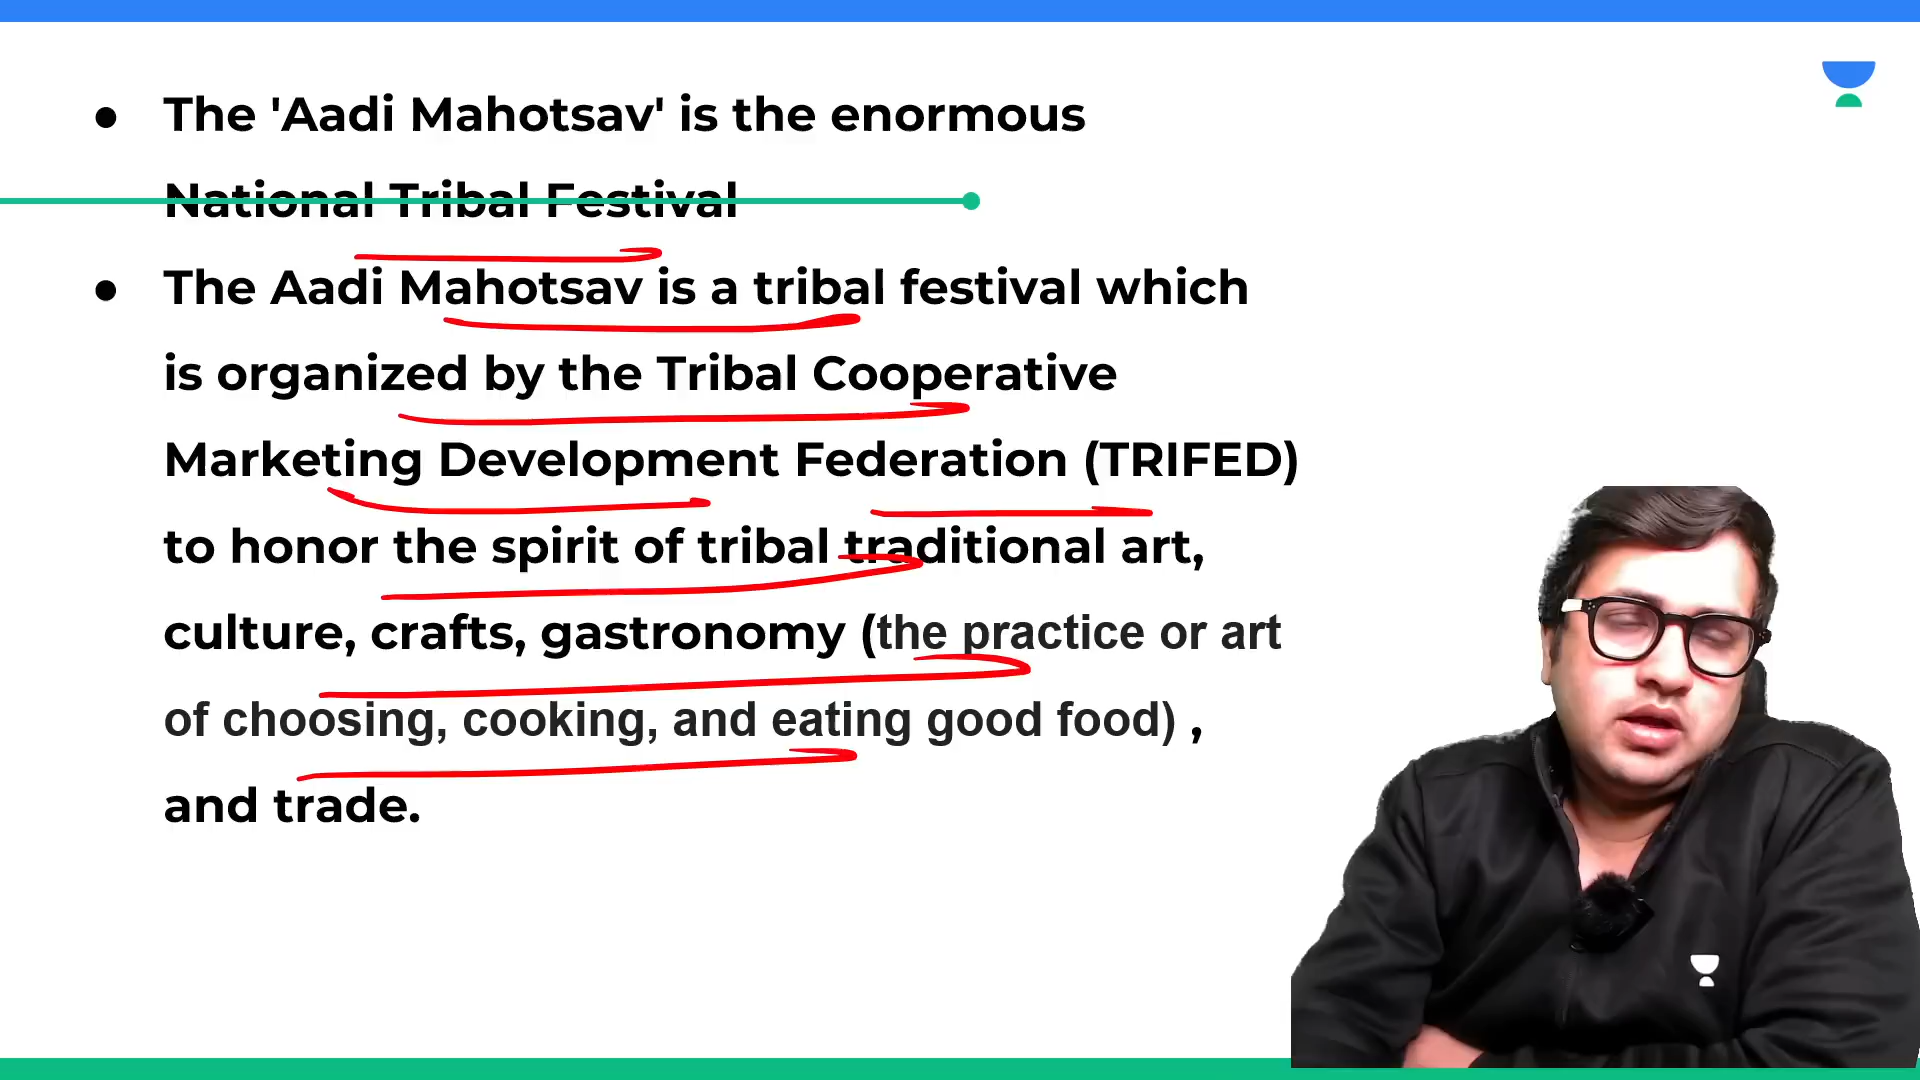 ● The 'Aadi Mahotsav' is the enormous
National Tribal Festival
● The Aadi Mahotsav is a tribal festival which
is organized by the Tribal Cooperative
Marketing Development Federation (TRIFED)
to honor the spirit of tribal traditional art,
culture, crafts, gastronomy (the practice or art
of choosing, cooking, and eating good food) ,
and trade.